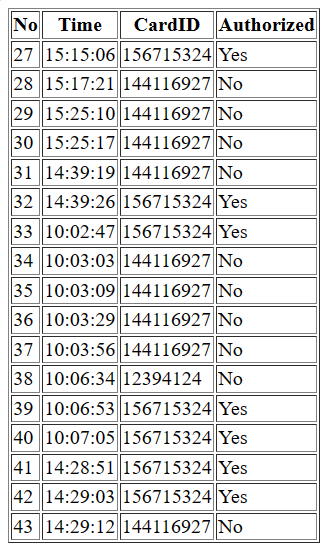 No Time CardID Authorized
27 15:15:06 156715324 Yes
28 15:17:21 144116927 No
29 15:25:10 144116927 No
30 15:25:17 144116927 No
31 14:39:19 144116927 No
32 14:39:26 156715324 Yes
33 10:02:47 156715324 Yes
34 10:03:03 144116927 No
35 10:03:09 144116927 No
36 10:03:29 144116927 No
37 10:03:56 144116927 No
38 10:06:34 12394124 No
39 10:06:53 156715324 Yes
40 10:07:05 156715324 Yes
41 14:28:51 156715324 Yes
42 14:29:03 156715324 Yes
43 14:29:12 144116927 No